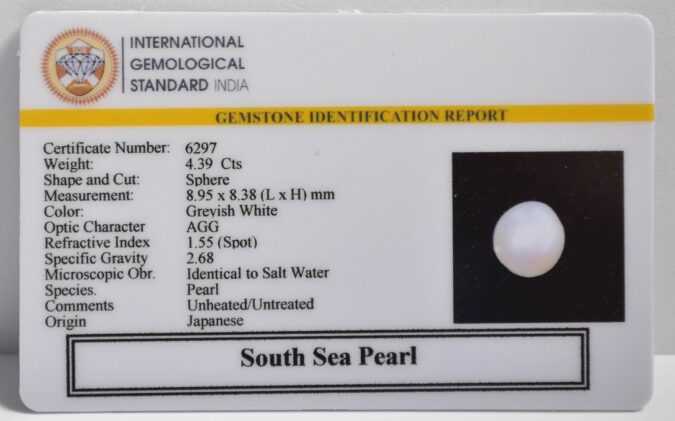 IGS
INTERNATIONAL
GEMOLOGICAL
STANDARD INDIA
GEMSTONE IDENTIFICATION REPORT
Certificate Number: 6297
Weight: 4.39 Cts
Shape and Cut: Sphere
Measurement: 8.95 x 8.38 (L x H) mm
Color: Greyish White
Optic Character AGG
Refractive Index 1.55 (Spot)
Specific Gravity 2.68
Microscopic Obr. Identical to Salt Water
Species. Pearl
Comments Unheated/Untreated
Origin Japanese
South Sea Pearl